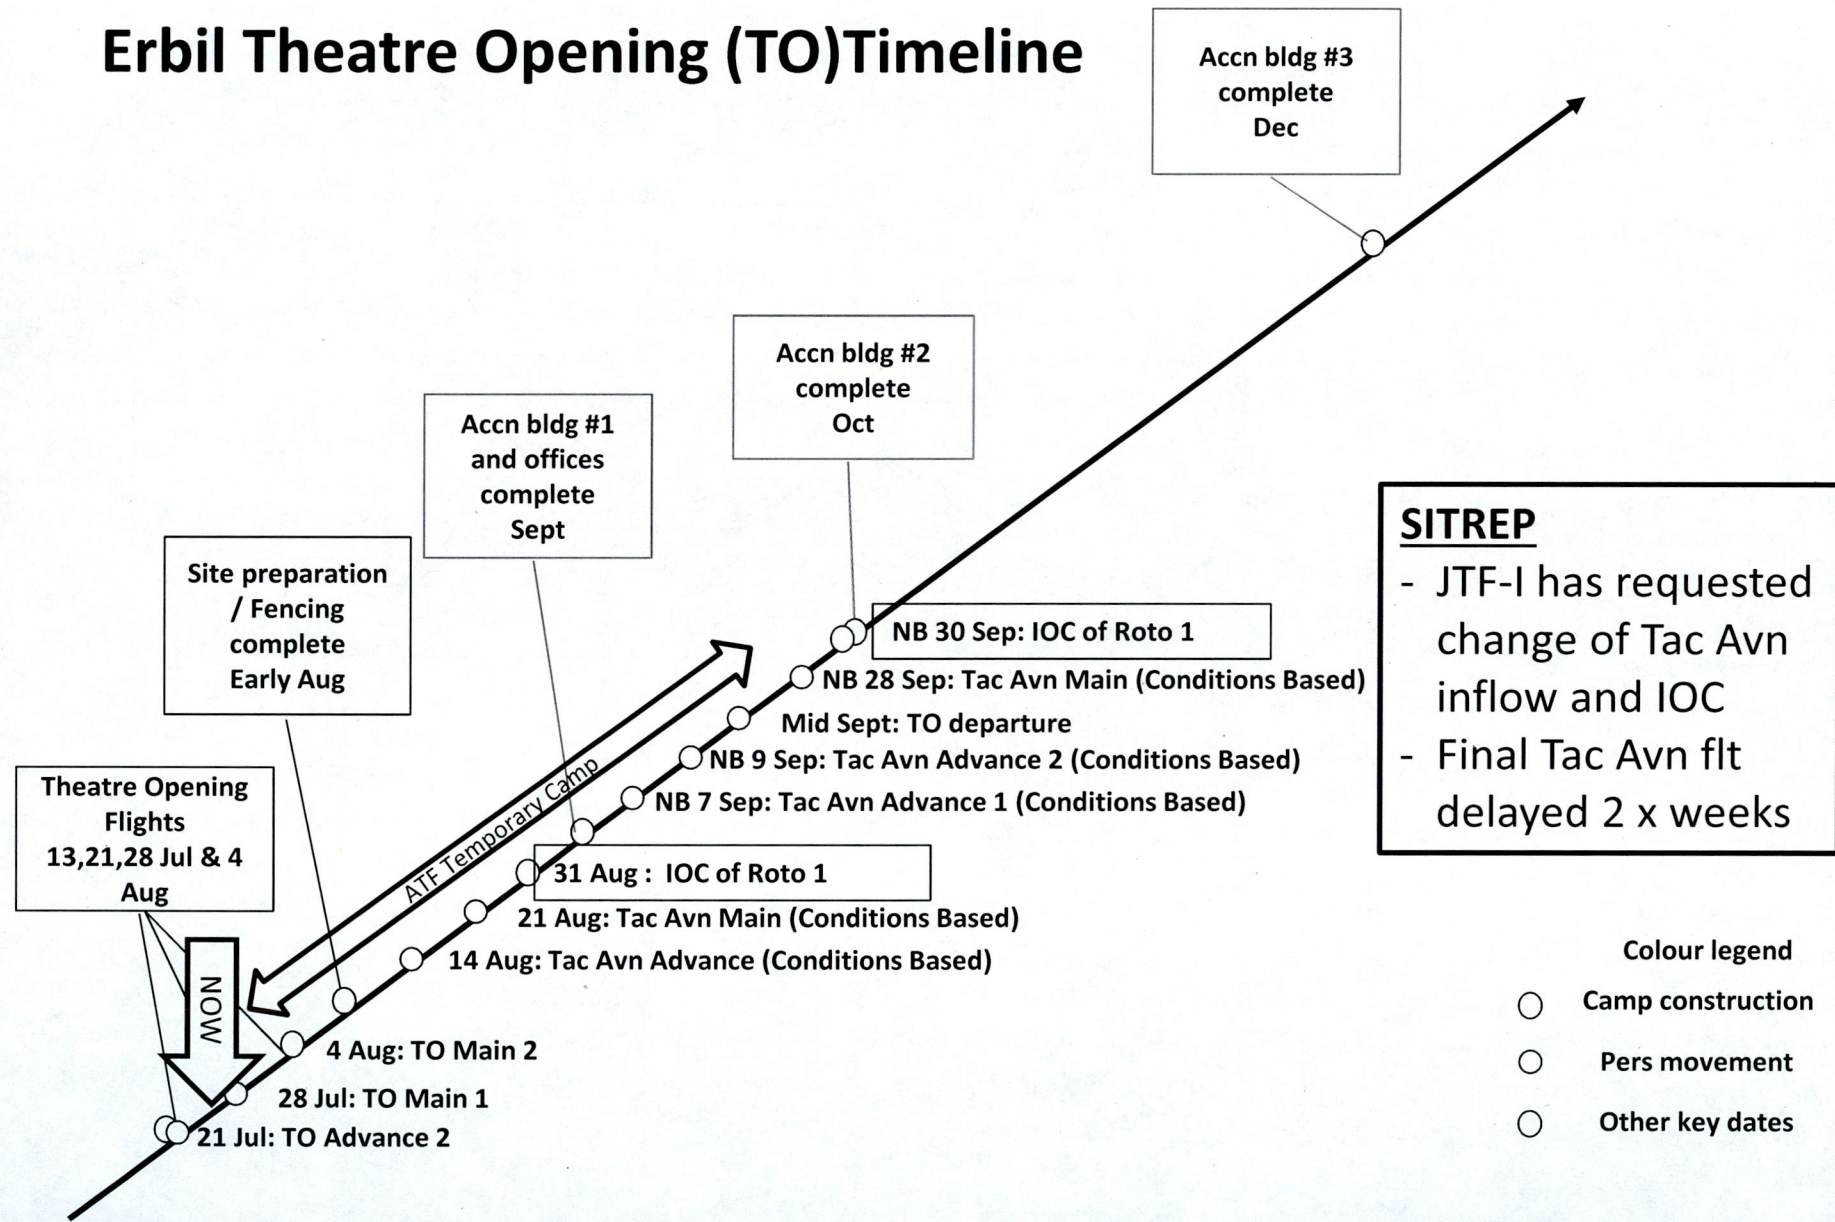 Erbil Theatre Opening (TO)Timeline
Accn bldg #3
complete
Dec
Accn bldg #2
complete
Oct
Accn bldg #1
and offices
complete
Sept
Site preparation
/ Fencing
complete
Early Aug
Theatre Opening
Flights
13,21,28 Jul & 4
Aug
NOW
ATF Temporary Camp
NB 30 Sep: IOC of Roto 1
NB 28 Sep: Tac Avn Main (Conditions Based)
Mid Sept: TO departure
NB 9 Sep: Tac Avn Advance 2 (Conditions Based)
NB 7 Sep: Tac Avn Advance 1 (Conditions Based)
31 Aug : IOC of Roto 1
21 Aug: Tac Avn Main (Conditions Based)
14 Aug: Tac Avn Advance (Conditions Based)
4 Aug: TO Main 2
28 Jul: TO Main 1
21 Jul: TO Advance 2
SITREP
- JTF-I has requested
change of Tac Avn
inflow and IOC
- Final Tac Avn flt
delayed 2 x weeks
Colour legend
Camp construction
Pers movement
Other key dates